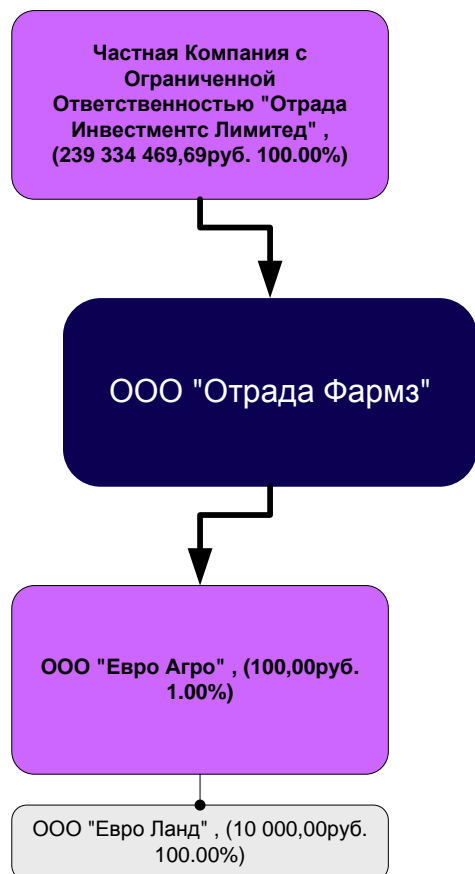 Частная Компания с
Ограниченной
Ответственностью "Отрада
Инвестментс Лимитед" ,
(239 334 469,69руб. 100.00%)
ООО "Отрада Фармз"
ООО "Евро Агро" , (100,00руб.
1.00%)
ООО "Евро Ланд" , (10 000,00руб.
100.00%)